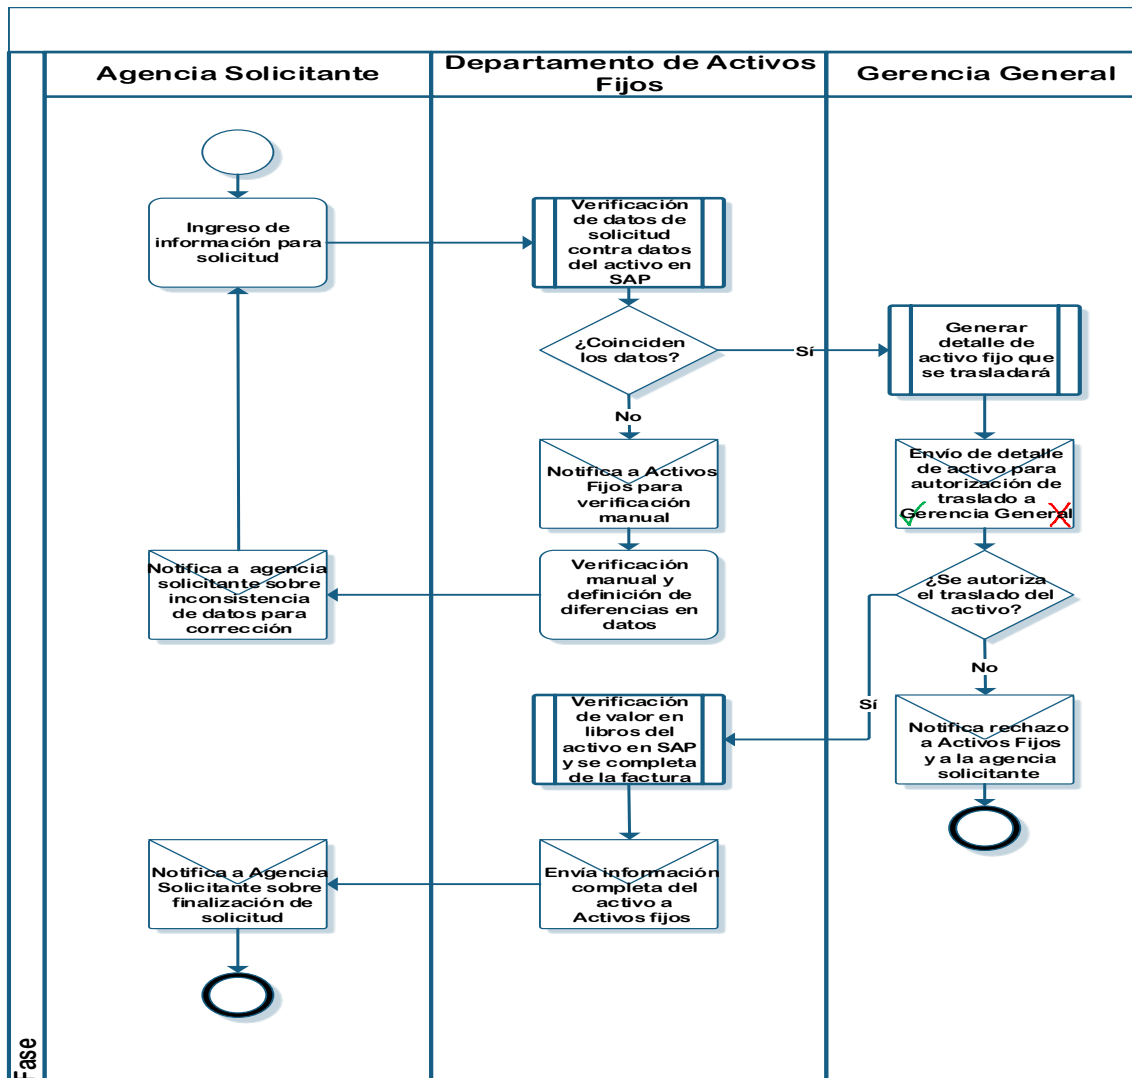 Agencia Solicitante
Departamento de Activos
Fijos
Gerencia General
Ingreso de
información para
solicitud
Verificación
de datos de
solicitud
contra datos
del activo en
SAP
¿Coinciden
los datos?
Sí
Generar
detalle de
activo fijo que
se trasladará
No
Notifica a Activos
Fijos para
verificación
manual
Envío de detalle
de activo para
autorización de
traslado a
Gerencia General
Notifica a agencia
solicitante sobre
inconsistencia
de datos para
corrección
Verificación
manual y
definición de
diferencias en
datos
¿Se autoriza
el traslado del
activo?
No
Sí
Verificación
de valor en
libros del
activo en SAP
y se completa
de la factura
Notifica rechazo
a Activos Fijos
y a la agencia
solicitante
Notifica a Agencia
Solicitante sobre
finalización de
solicitud
Envía información
completa del
activo a
Activos fijos
Fase